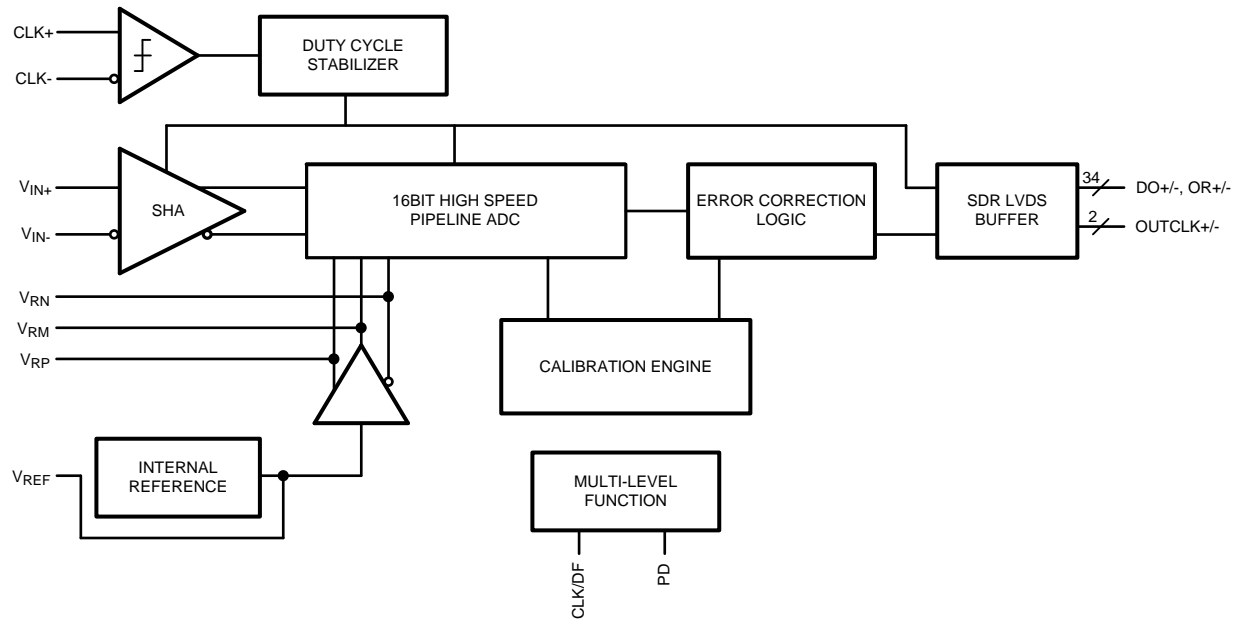 CLK+
CLK-
DUTY CYCLE
STABILIZER
VIN+
VIN-
SHA
16BIT HIGH SPEED
PIPELINE ADC
ERROR CORRECTION
LOGIC
SDR LVDS
BUFFER
34
DO+/-, OR+/-
2
OUTCLK+/-
VRN
VRM
VRP
CALIBRATION ENGINE
VREF
INTERNAL
REFERENCE
MULTI-LEVEL
FUNCTION
CLK/DF
PD